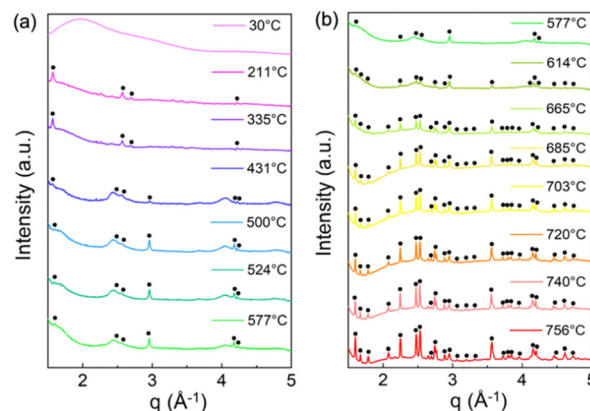 (a)
30°C
211°C
335°C
431°C
500°C
524°C
577°C
Intensity (a.u.)
2 3 4 5
q (Å⁻¹)
(b)
577°C
614°C
665°C
685°C
703°C
720°C
740°C
756°C
Intensity (a.u.)
2 3 4 5
q (Å⁻¹)